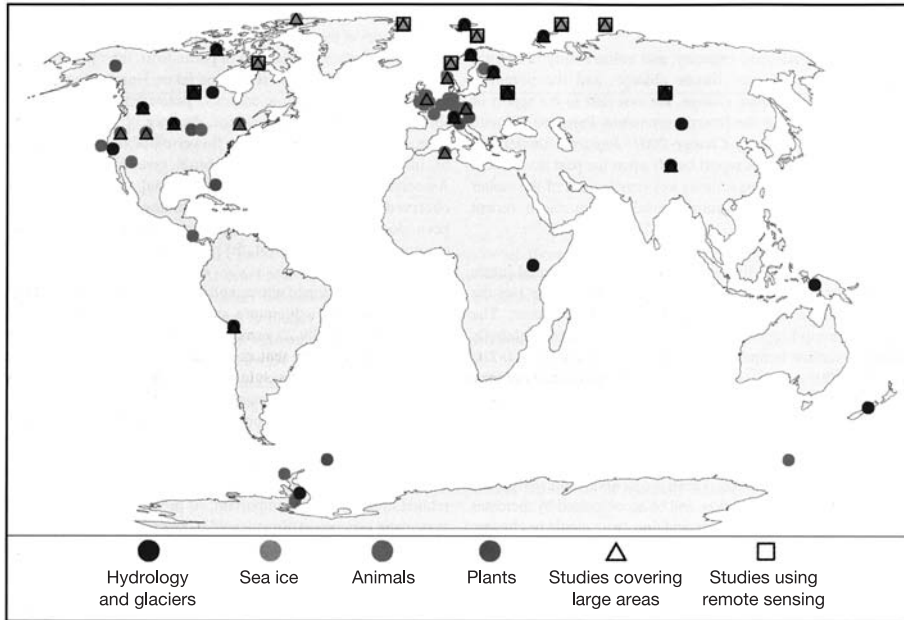 Hydrology
and glaciers
Sea ice
Animals
Plants
Studies covering
large areas
Studies using
remote sensing